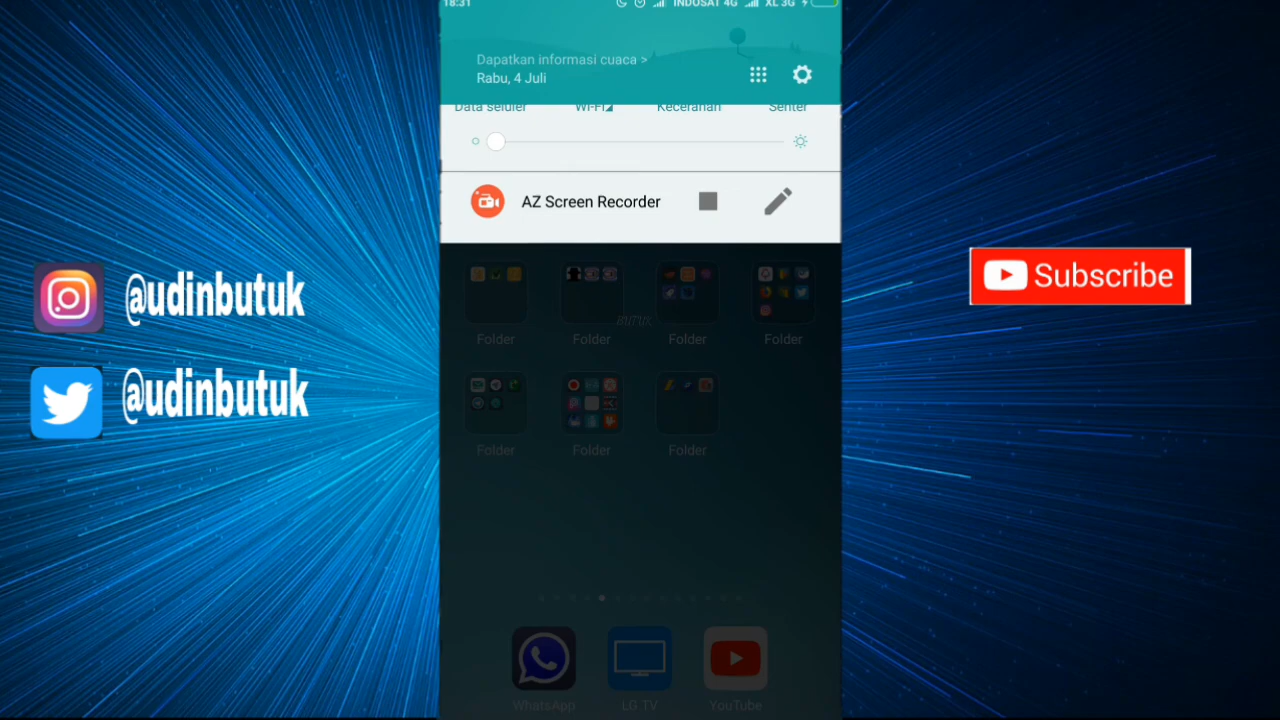 18:31
INDOSAT 4G
XL 3G
Dapatkan informasi cuaca >
Rabu, 4 Juli
Data seluler
Wi-Fi
Kecerahan
Senter
AZ Screen Recorder
@udinbutuk
@udinbutuk
Subscribe
BUTUK
Folder
Folder
Folder
Folder
Folder
Folder
Folder
WhatsApp
LG TV
YouTube